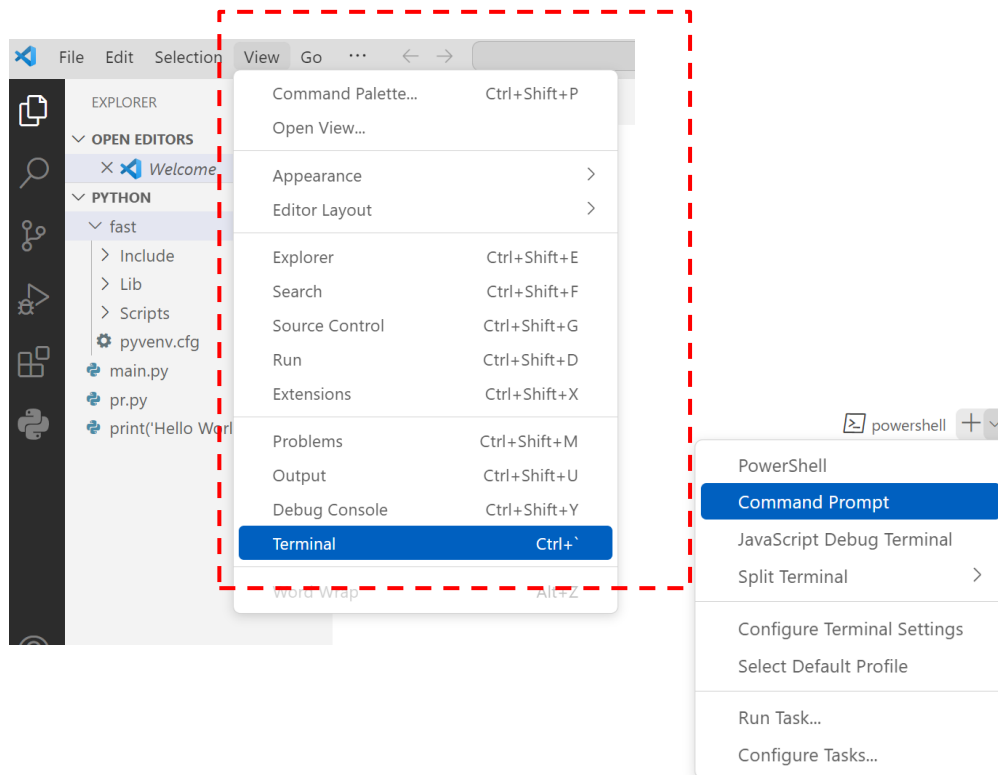 File Edit Selection View Go ···
EXPLORER
OPEN EDITORS
Welcome
PYTHON
fast
Include
Lib
Scripts
pyvenv.cfg
main.py
pr.py
print('Hello Worl
Command Palette... Ctrl+Shift+P
Open View...
Appearance
Editor Layout
Explorer Ctrl+Shift+E
Search Ctrl+Shift+F
Source Control Ctrl+Shift+G
Run Ctrl+Shift+D
Extensions Ctrl+Shift+X
Problems Ctrl+Shift+M
Output Ctrl+Shift+U
Debug Console Ctrl+Shift+Y
Terminal Ctrl+`
Word Wrap Alt+Z
powershell
PowerShell
Command Prompt
JavaScript Debug Terminal
Split Terminal
Configure Terminal Settings
Select Default Profile
Run Task...
Configure Tasks...